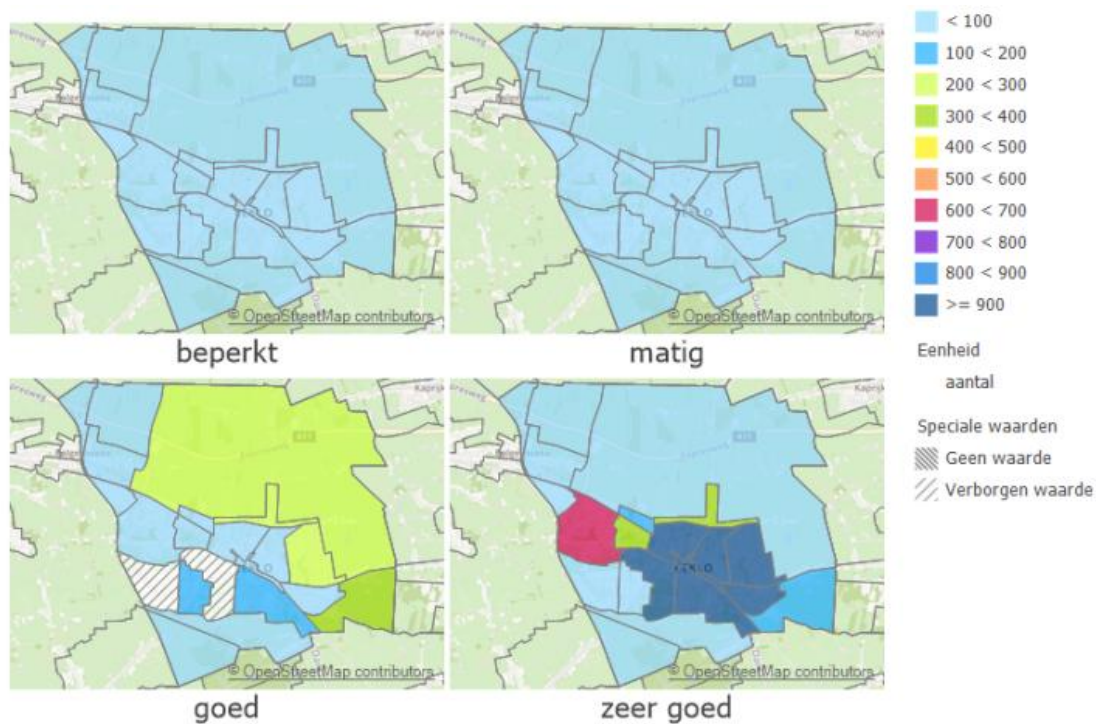 < 100
100 < 200
200 < 300
300 < 400
400 < 500
500 < 600
600 < 700
700 < 800
800 < 900
>= 900
Eenheid
aantal
Speciale waarden
Geen waarde
Verborgen waarde
© OpenStreetMap contributors
beperkt
© OpenStreetMap contributors
matig
© OpenStreetMap contributors
goed
EEKLO
© OpenStreetMap contributors
zeer goed